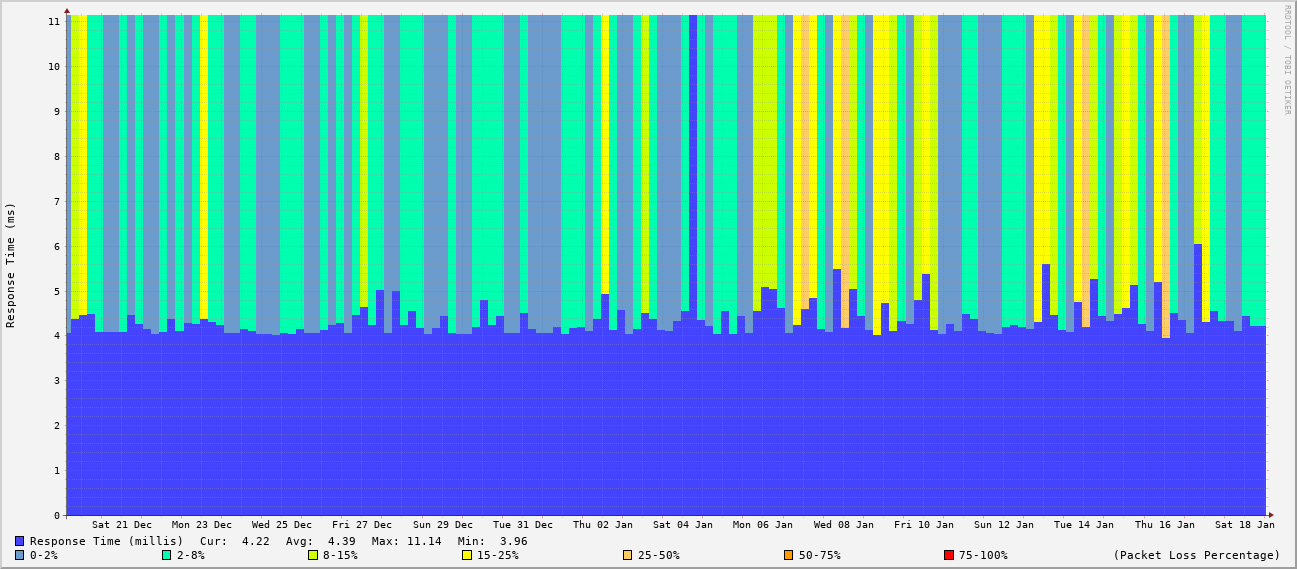 RRDTOOL / TOBI OETIKER
Response Time (ms)
11
10
9
8
7
6
5
4
3
2
1
0
Sat 21 Dec Mon 23 Dec Wed 25 Dec Fri 27 Dec Sun 29 Dec Tue 31 Dec Thu 02 Jan Sat 04 Jan Mon 06 Jan Wed 08 Jan Fri 10 Jan Sun 12 Jan Tue 14 Jan Thu 16 Jan Sat 18 Jan
Response Time (millis) Cur: 4.22 Avg: 4.39 Max: 11.14 Min: 3.96
0-2% 2-8% 8-15% 15-25% 25-50% 50-75% 75-100% (Packet Loss Percentage)